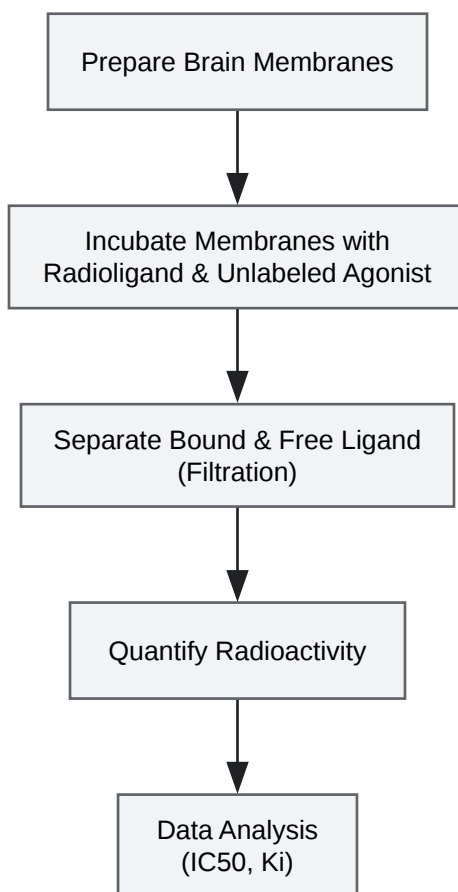 Prepare Brain Membranes
Incubate Membranes with
Radioligand & Unlabeled Agonist
Separate Bound & Free Ligand
(Filtration)
Quantify Radioactivity
Data Analysis
(IC50, Ki)